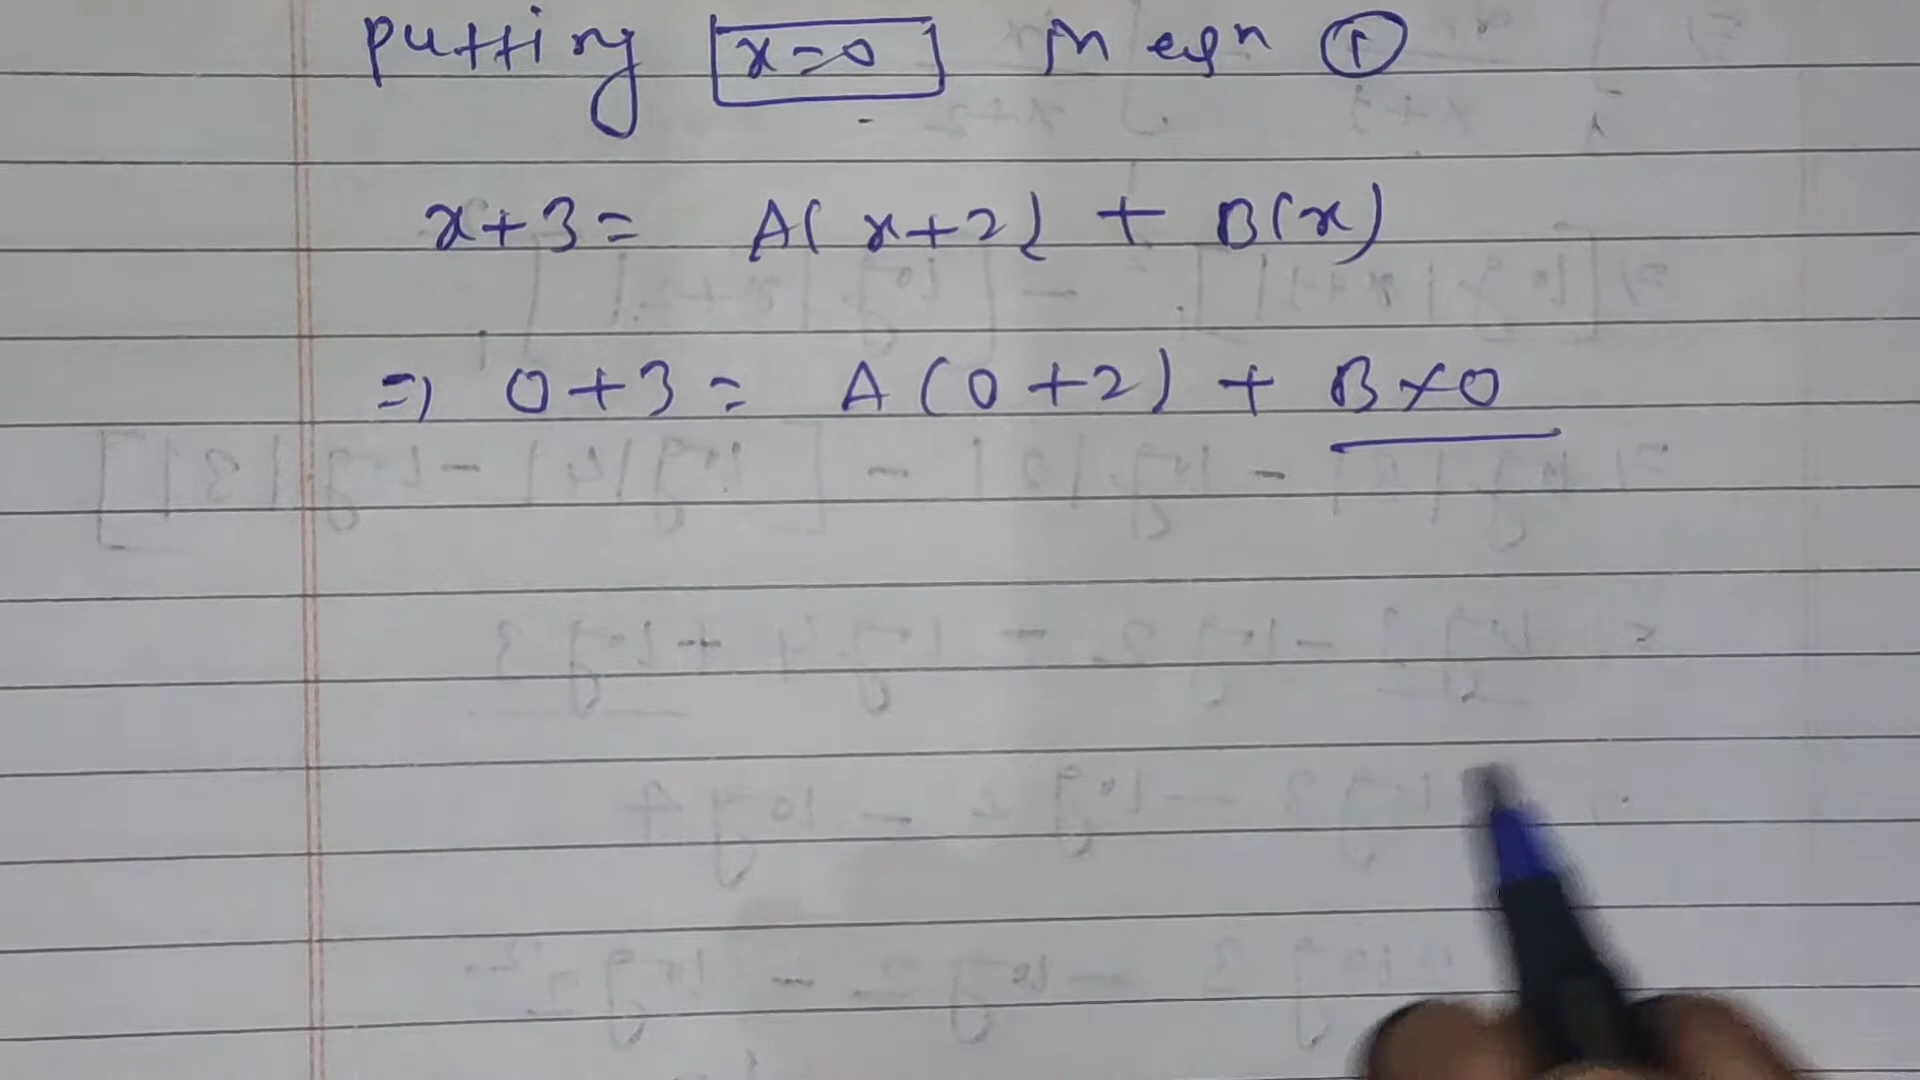 putting x=0 in eqn ①
x+3= A(x+2) + B(x)
=> 0+3= A(0+2) + B×0